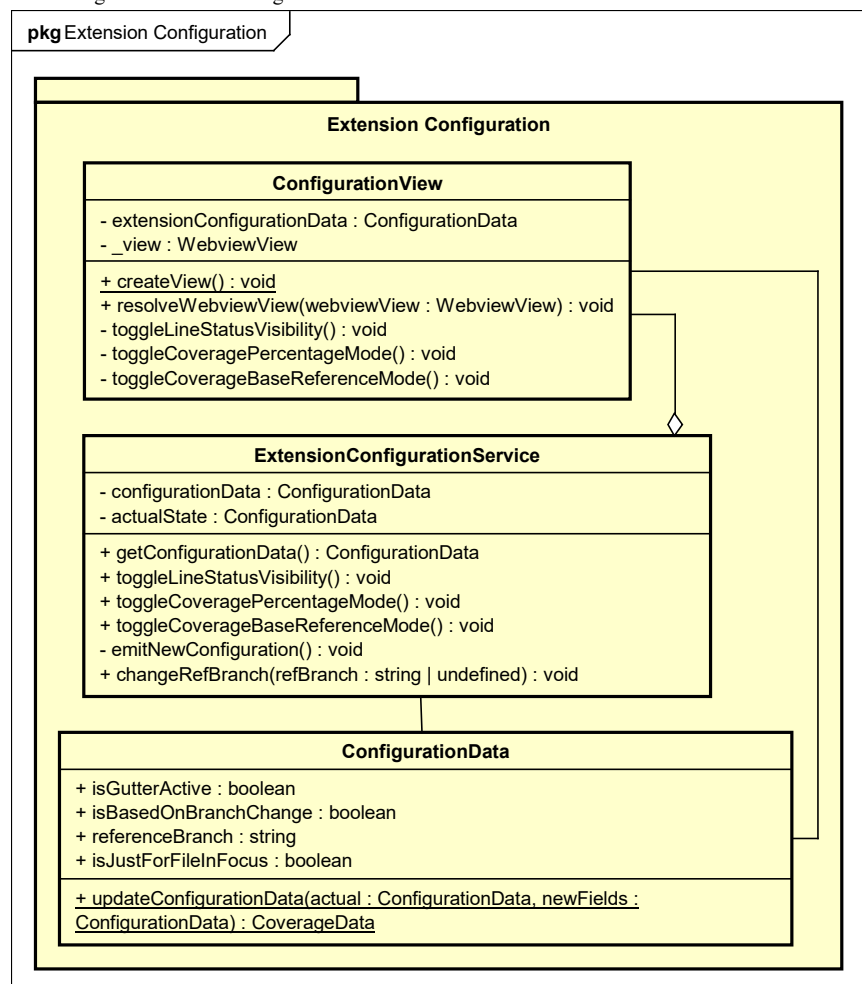 pkg Extension Configuration
Extension Configuration
ConfigurationView
- extensionConfigurationData : ConfigurationData
- _view : WebviewView
+ createView() : void
+ resolveWebviewView(webviewView : WebviewView) : void
- toggleLineStatusVisibility() : void
- toggleCoveragePercentageMode() : void
- toggleCoverageBaseReferenceMode() : void
ExtensionConfigurationService
- configurationData : ConfigurationData
- actualState : ConfigurationData
+ getConfigurationData() : ConfigurationData
+ toggleLineStatusVisibility() : void
+ toggleCoveragePercentageMode() : void
+ toggleCoverageBaseReferenceMode() : void
- emitNewConfiguration() : void
+ changeRefBranch(refBranch : string | undefined) : void
ConfigurationData
+ isGutterActive : boolean
+ isBasedOnBranchChange : boolean
+ referenceBranch : string
+ isJustForFileInFocus : boolean
+ updateConfigurationData(actual : ConfigurationData, newFields :
ConfigurationData) : CoverageData